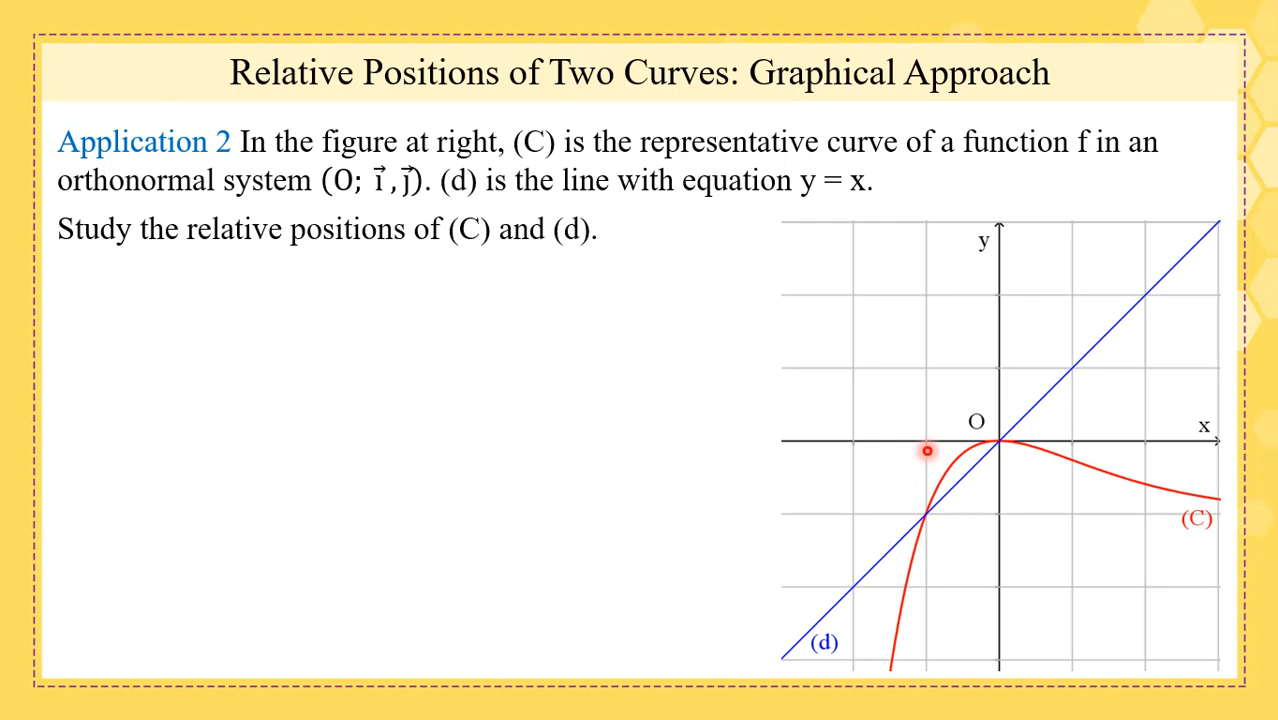 Relative Positions of Two Curves: Graphical Approach
Application 2 In the figure at right, (C) is the representative curve of a function f in an
orthonormal system (O; i⃗ , j⃗). (d) is the line with equation y = x.
Study the relative positions of (C) and (d).
y
O
x
(C)
(d)